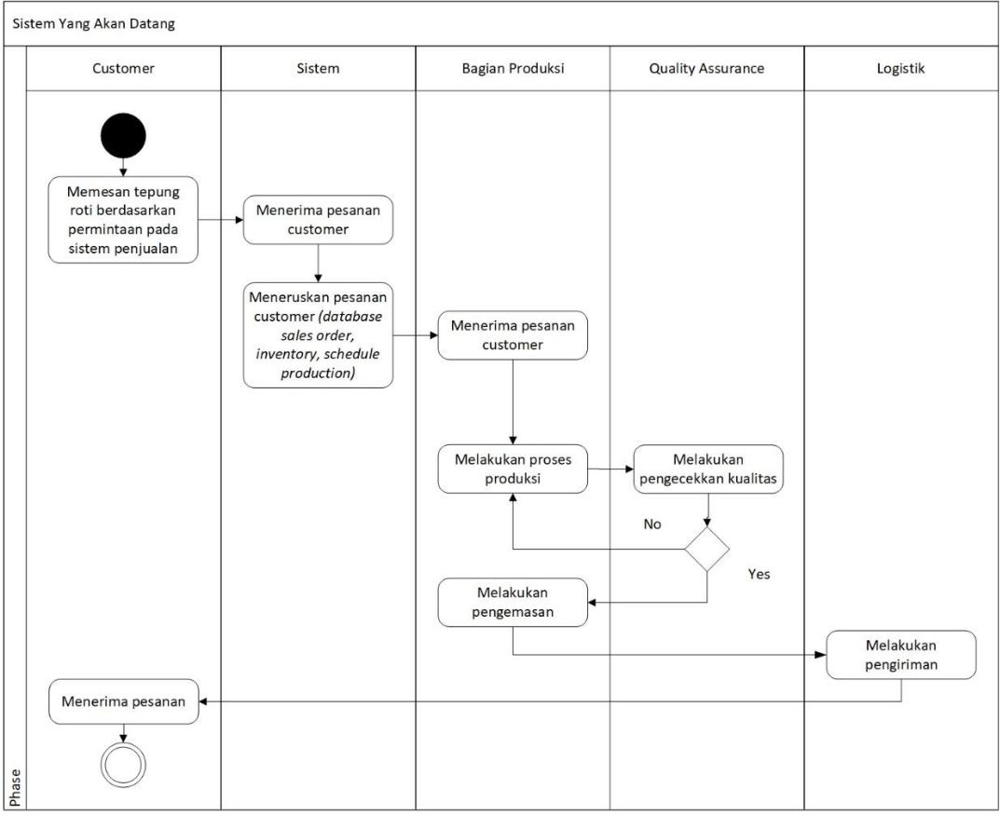 Sistem Yang Akan Datang
Customer
Sistem
Bagian Produksi
Quality Assurance
Logistik
Memesan tepung
roti berdasarkan
permintaan pada
sistem penjualan
Menerima pesanan
customer
Meneruskan pesanan
customer (database
sales order,
inventory, schedule
production)
Menerima pesanan
customer
Melakukan proses
produksi
Melakukan
pengecekkan kualitas
No
Yes
Melakukan
pengemasan
Melakukan
pengiriman
Menerima pesanan
Phase